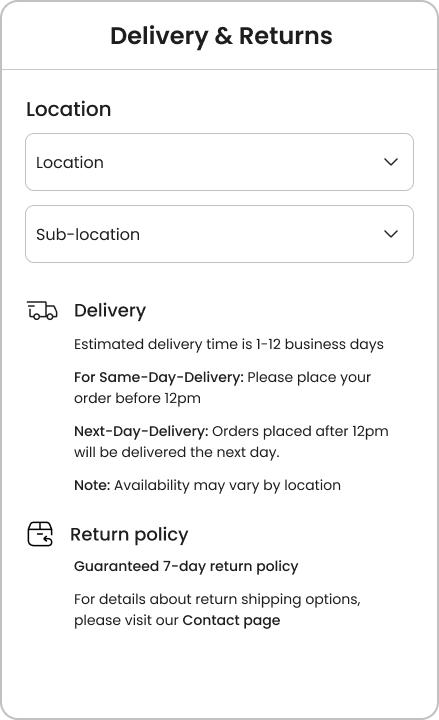 Delivery & Returns
Location
Location
Sub-location
Delivery
Estimated delivery time is 1-12 business days
For Same-Day-Delivery: Please place your
order before 12pm
Next-Day-Delivery: Orders placed after 12pm
will be delivered the next day.
Note: Availability may vary by location
Return policy
Guaranteed 7-day return policy
For details about return shipping options,
please visit our Contact page